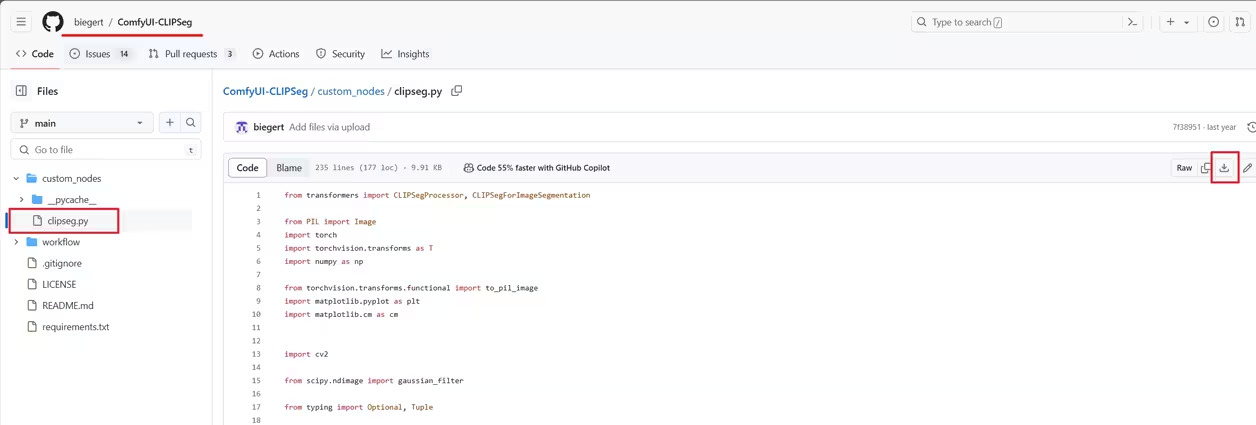 biegert / ComfyUI-CLIPSeg
Type to search /
Code Issues 14 Pull requests 3 Actions Security Insights
Files
main
Go to file t
custom_nodes
__pycache__
clipseg.py
workflow
.gitignore
LICENSE
README.md
requirements.txt
ComfyUI-CLIPSeg / custom_nodes / clipseg.py
biegert Add files via upload 7f38951 · last year
Code Blame 235 lines (177 loc) · 9.91 KB Code 55% faster with GitHub Copilot Raw
1 from transformers import CLIPSegProcessor, CLIPSegForImageSegmentation
2
3 from PIL import Image
4 import torch
5 import torchvision.transforms as T
6 import numpy as np
7
8 from torchvision.transforms.functional import to_pil_image
9 import matplotlib.pyplot as plt
10 import matplotlib.cm as cm
11
12
13 import cv2
14
15 from scipy.ndimage import gaussian_filter
16
17 from typing import Optional, Tuple
18